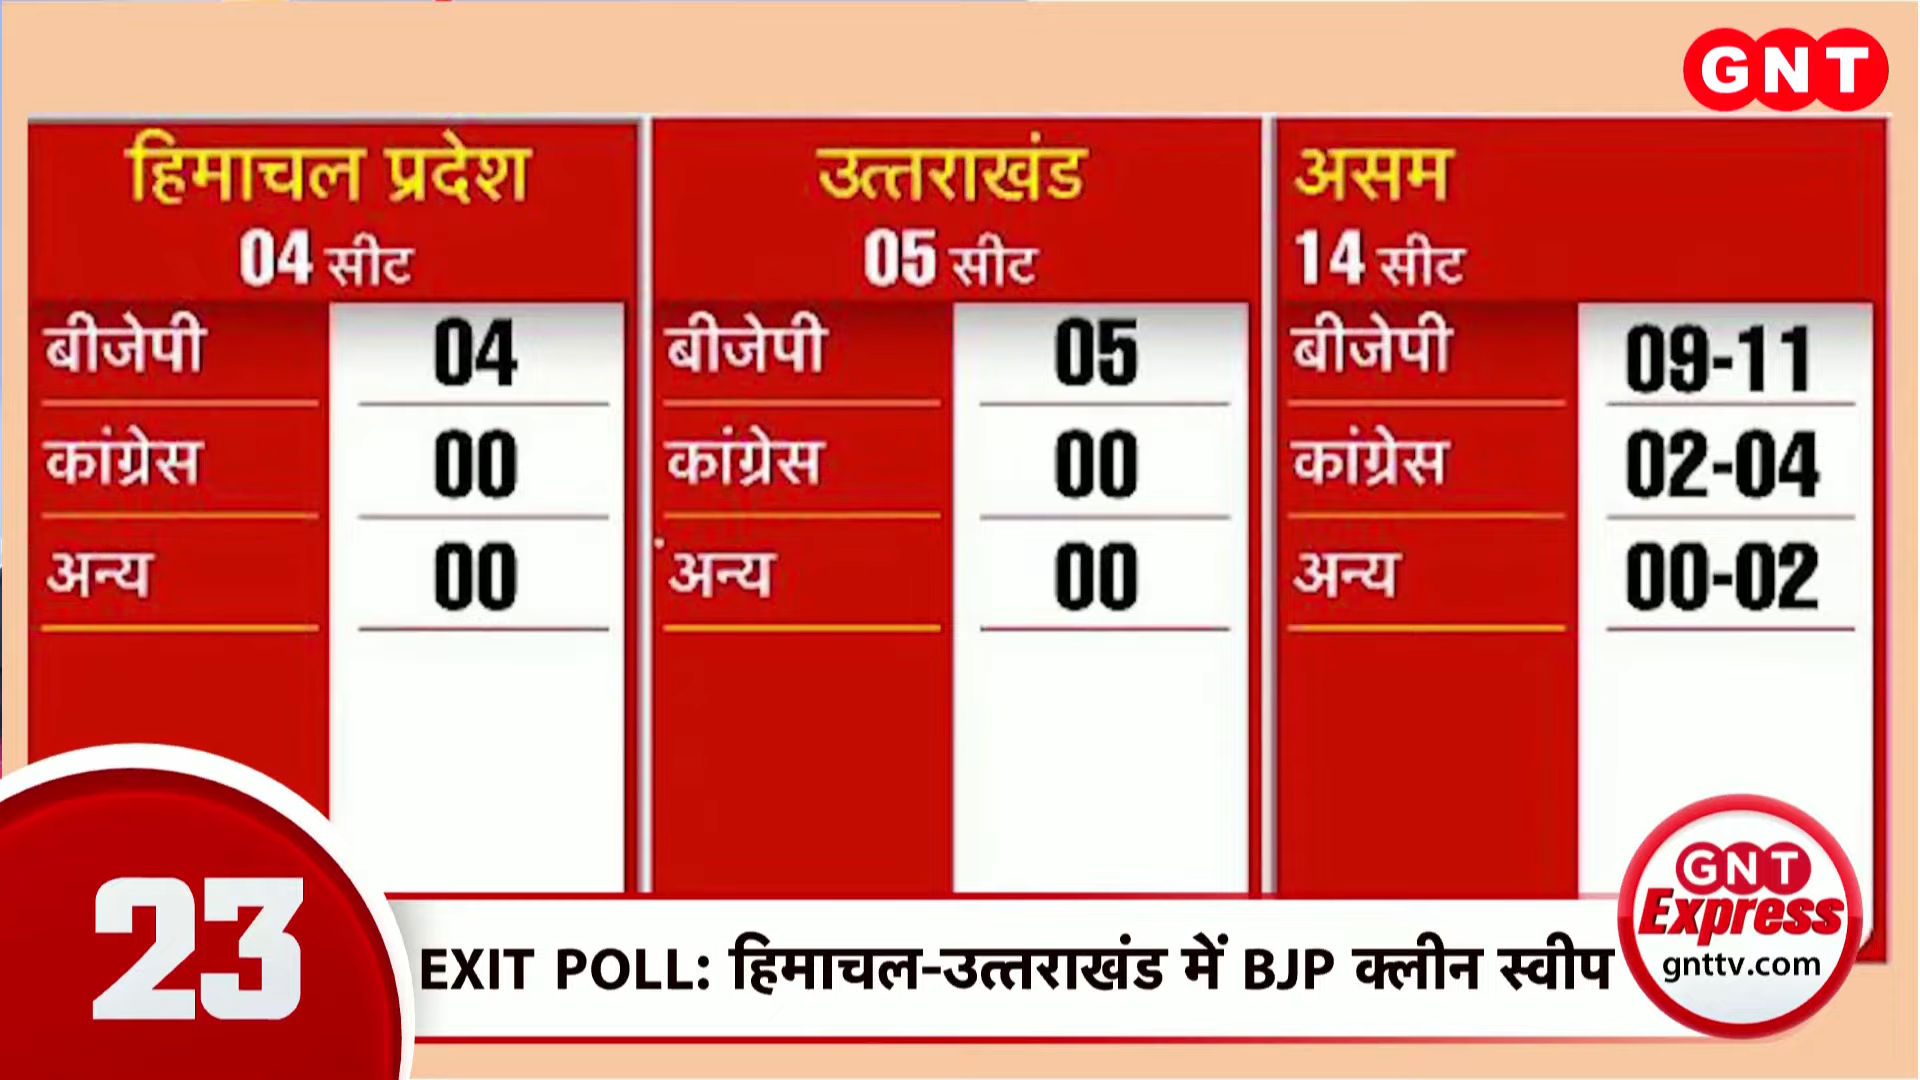 GNT
हिमाचल प्रदेश
04 सीट
बीजेपी 04
कांग्रेस 00
अन्य 00
उत्तराखंड
05 सीट
बीजेपी 05
कांग्रेस 00
अन्य 00
असम
14 सीट
बीजेपी 09-11
कांग्रेस 02-04
अन्य 00-02
23
EXIT POLL: हिमाचल-उत्तराखंड में BJP क्लीन स्वीप
GNT
Express
gnttv.com